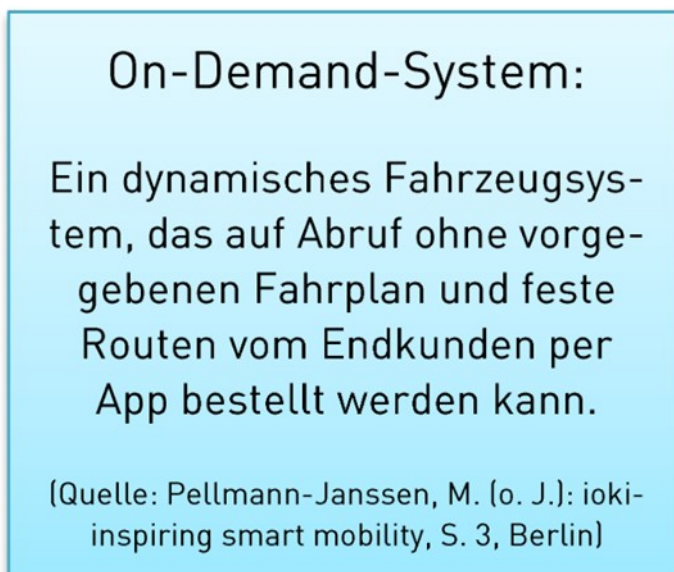 On-Demand-System:
Ein dynamisches Fahrzeugsys-
tem, das auf Abruf ohne vorge-
gebenen Fahrplan und feste
Routen vom Endkunden per
App bestellt werden kann.
(Quelle: Pellmann-Janssen, M. (o. J.): ioki-
inspiring smart mobility, S. 3, Berlin)